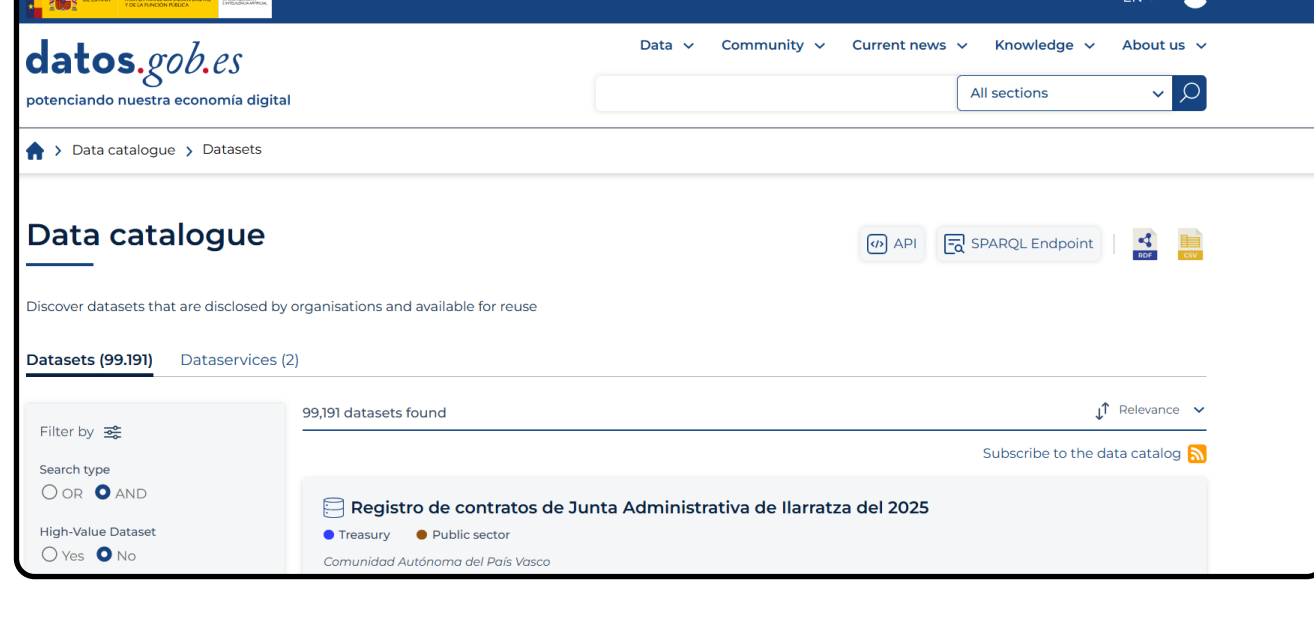 Y DE LA FUNCIÓN PÚBLICA
datos.gob.es
potenciando nuestra economía digital
Data Community Current news Knowledge About us
All sections
Data catalogue Datasets
Data catalogue
API SPARQL Endpoint RDF CSV
Discover datasets that are disclosed by organisations and available for reuse
Datasets (99.191) Dataservices (2)
99,191 datasets found Relevance
Filter by
Subscribe to the data catalog
Search type
OR AND
High-Value Dataset
Yes No
Registro de contratos de Junta Administrativa de Ilarratza del 2025
Treasury Public sector
Comunidad Autónoma del País Vasco